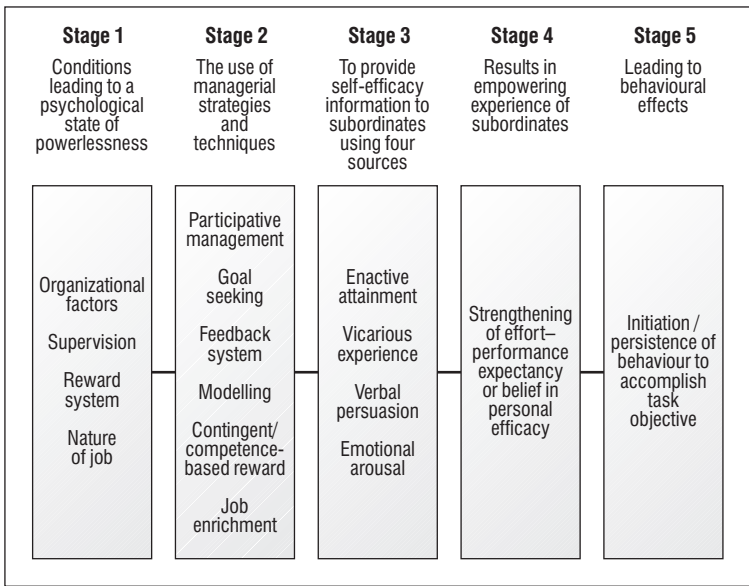 Stage 1
Conditions
leading to a
psychological
state of
powerlessness
Stage 2
The use of
managerial
strategies
and
techniques
Stage 3
To provide
self-efficacy
information to
subordinates
using four
sources
Stage 4
Results in
empowering
experience of
subordinates
Stage 5
Leading to
behavioural
effects
Organizational
factors
Supervision
Reward
system
Nature
of job
Participative
management
Goal
seeking
Feedback
system
Modelling
Contingent/
competence-
based reward
Job
enrichment
Enactive
attainment
Vicarious
experience
Verbal
persuasion
Emotional
arousal
Strengthening
of effort–
performance
expectancy
or belief in
personal
efficacy
Initiation /
persistence of
behaviour to
accomplish
task
objective